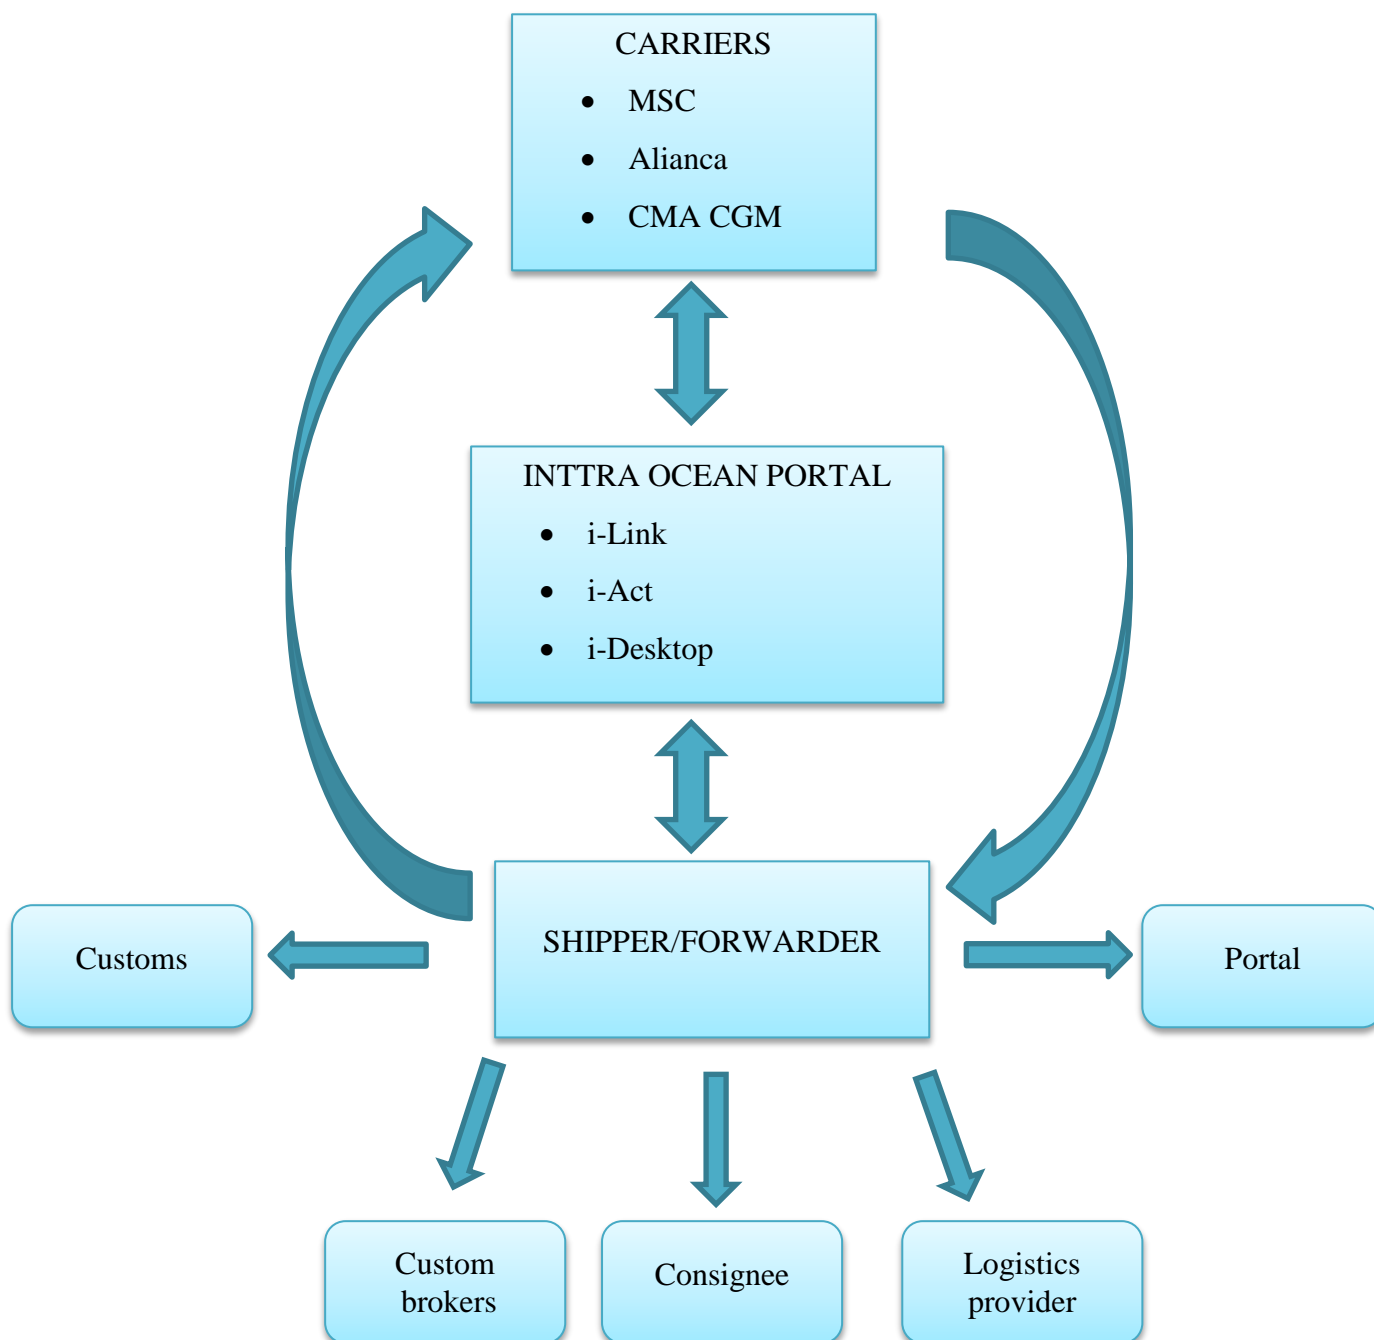 CARRIERS
• MSC
• Alianca
• CMA CGM
INTTRA OCEAN PORTAL
• i-Link
• i-Act
• i-Desktop
SHIPPER/FORWARDER
Customs
Portal
Custom
brokers
Consignee
Logistics
provider